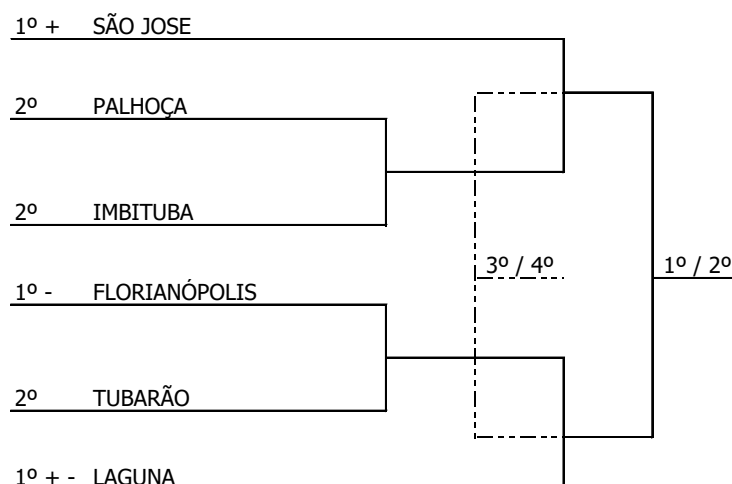 1º + SÃO JOSE
2º PALHOÇA
2º IMBITUBA
3º / 4º 1º / 2º
1º - FLORIANÓPOLIS
2º TUBARÃO
1º + - LAGUNA